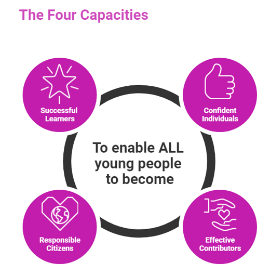 The Four Capacities
Successful
Learners
Confident
Individuals
To enable ALL
young people
to become
Responsible
Citizens
Effective
Contributors